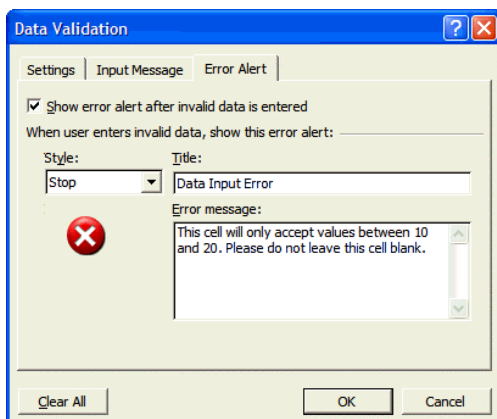 Data Validation
Settings
Input Message
Error Alert
Show error alert after invalid data is entered
When user enters invalid data, show this error alert:
Style:
Title:
Stop
Data Input Error
Error message:
This cell will only accept values between 10
and 20. Please do not leave this cell blank.
Clear All
OK
Cancel